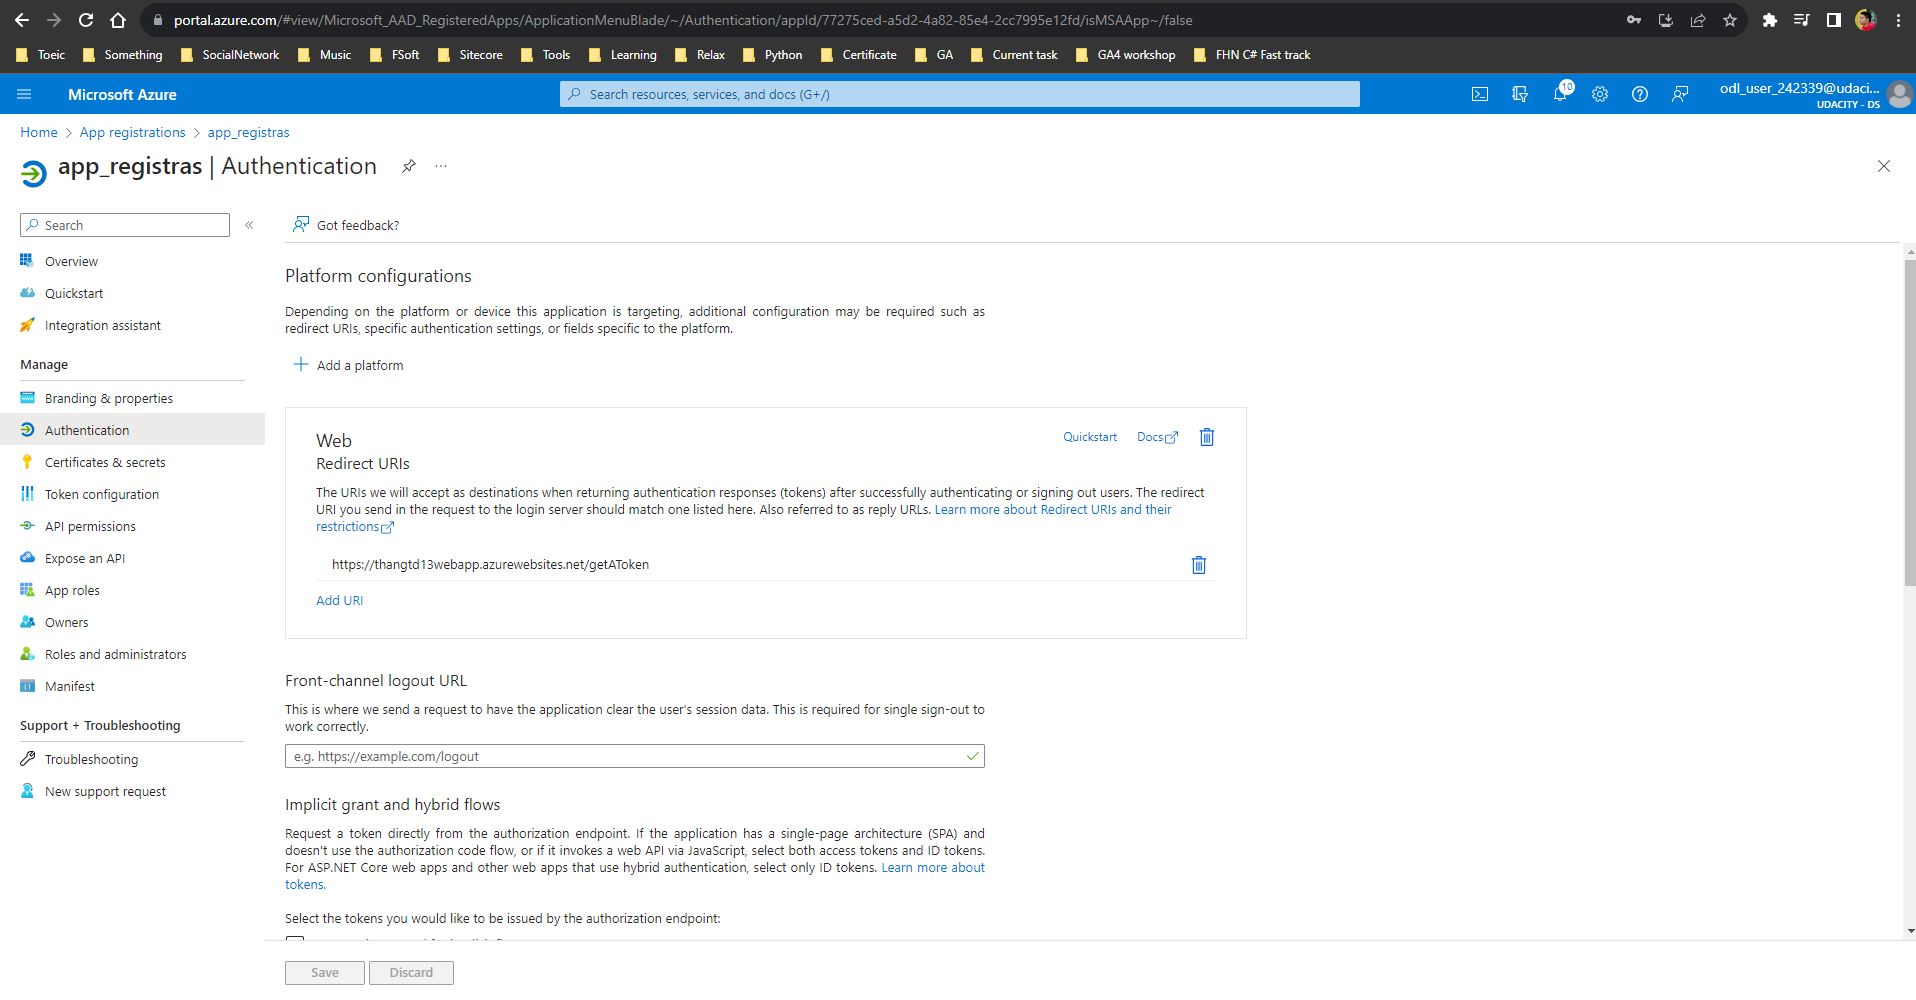 portal.azure.com/#view/Microsoft_AAD_RegisteredApps/ApplicationMenuBlade/~/Authentication/appId/77275ced-a5d2-4a82-85e4-2cc7995e12fd/isMSAApp~/false
Toeic Something SocialNetwork Music FSoft Sitecore Tools Learning Relax Python Certificate GA Current task GA4 workshop FHN C# Fast track
Microsoft Azure
Search resources, services, and docs (G+/)
10
odl_user_242339@udaci...
UDACITY - DS
Home > App registrations > app_registras
app_registras | Authentication
Search
Got feedback?
Overview
Quickstart
Integration assistant
Manage
Branding & properties
Authentication
Certificates & secrets
Token configuration
API permissions
Expose an API
App roles
Owners
Roles and administrators
Manifest
Support + Troubleshooting
Troubleshooting
New support request
Platform configurations
Depending on the platform or device this application is targeting, additional configuration may be required such as
redirect URIs, specific authentication settings, or fields specific to the platform.
Add a platform
Web
Quickstart Docs
Redirect URIs
The URIs we will accept as destinations when returning authentication responses (tokens) after successfully authenticating or signing out users. The redirect
URI you send in the request to the login server should match one listed here. Also referred to as reply URLs. Learn more about Redirect URIs and their
restrictions
https://thangtd13webapp.azurewebsites.net/getAToken
Add URI
Front-channel logout URL
This is where we send a request to have the application clear the user's session data. This is required for single sign-out to
work correctly.
e.g. https://example.com/logout
Implicit grant and hybrid flows
Request a token directly from the authorization endpoint. If the application has a single-page architecture (SPA) and
doesn't use the authorization code flow, or if it invokes a web API via JavaScript, select both access tokens and ID tokens.
For ASP.NET Core web apps and other web apps that use hybrid authentication, select only ID tokens. Learn more about
tokens.
Select the tokens you would like to be issued by the authorization endpoint:
Save Discard